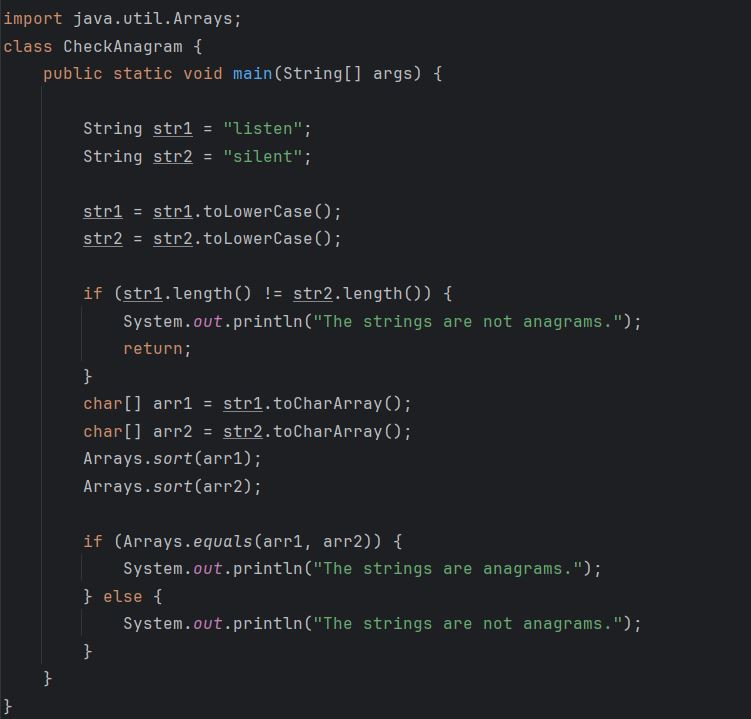 import java.util.Arrays;
class CheckAnagram {
    public static void main(String[] args) {

        String str1 = "listen";
        String str2 = "silent";

        str1 = str1.toLowerCase();
        str2 = str2.toLowerCase();

        if (str1.length() != str2.length()) {
            System.out.println("The strings are not anagrams.");
            return;
        }
        char[] arr1 = str1.toCharArray();
        char[] arr2 = str2.toCharArray();
        Arrays.sort(arr1);
        Arrays.sort(arr2);

        if (Arrays.equals(arr1, arr2)) {
            System.out.println("The strings are anagrams.");
        } else {
            System.out.println("The strings are not anagrams.");
        }
    }
}